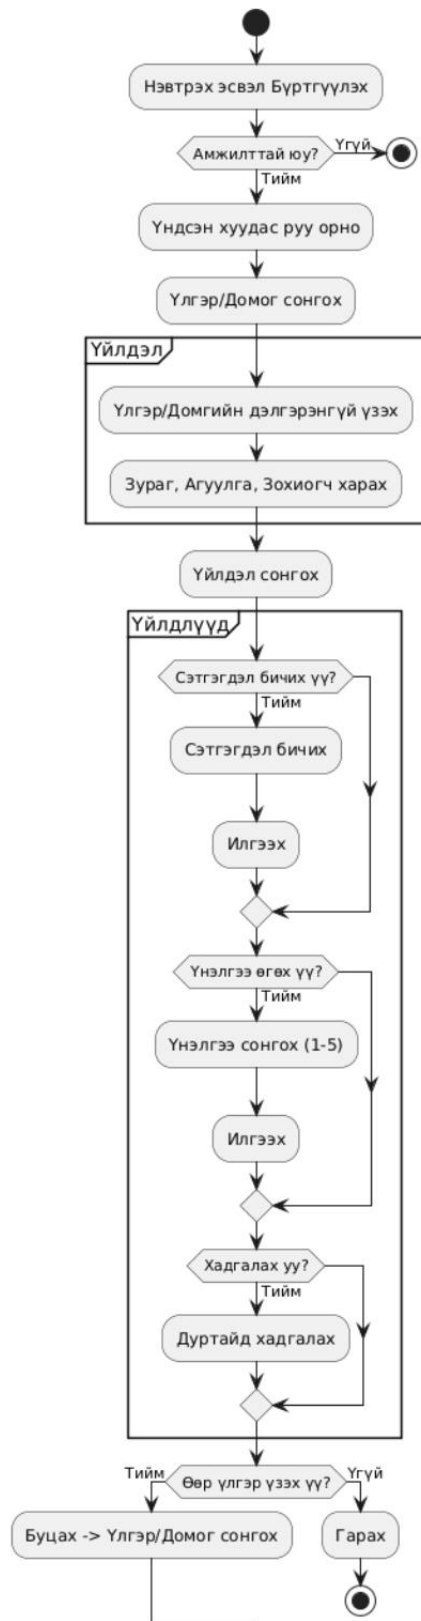 Нэвтрэх эсвэл Бүртгүүлэх
Амжилттай юу?
Үгүй
Тийм
Үндсэн хуудас руу орно
Үлгэр/Домог сонгох
Үйлдэл
Үлгэр/Домгийн дэлгэрэнгүй үзэх
Зураг, Агуулга, Зохиогч харах
Үйлдэл сонгох
Үйлдлүүд
Сэтгэгдэл бичих үү?
Тийм
Сэтгэгдэл бичих
Илгээх
Үнэлгээ өгөх үү?
Тийм
Үнэлгээ сонгох (1-5)
Илгээх
Хадгалах уу?
Тийм
Дуртайд хадгалах
Тийм
Өөр үлгэр үзэх үү?
Үгүй
Буцах -> Үлгэр/Домог сонгох
Гарах